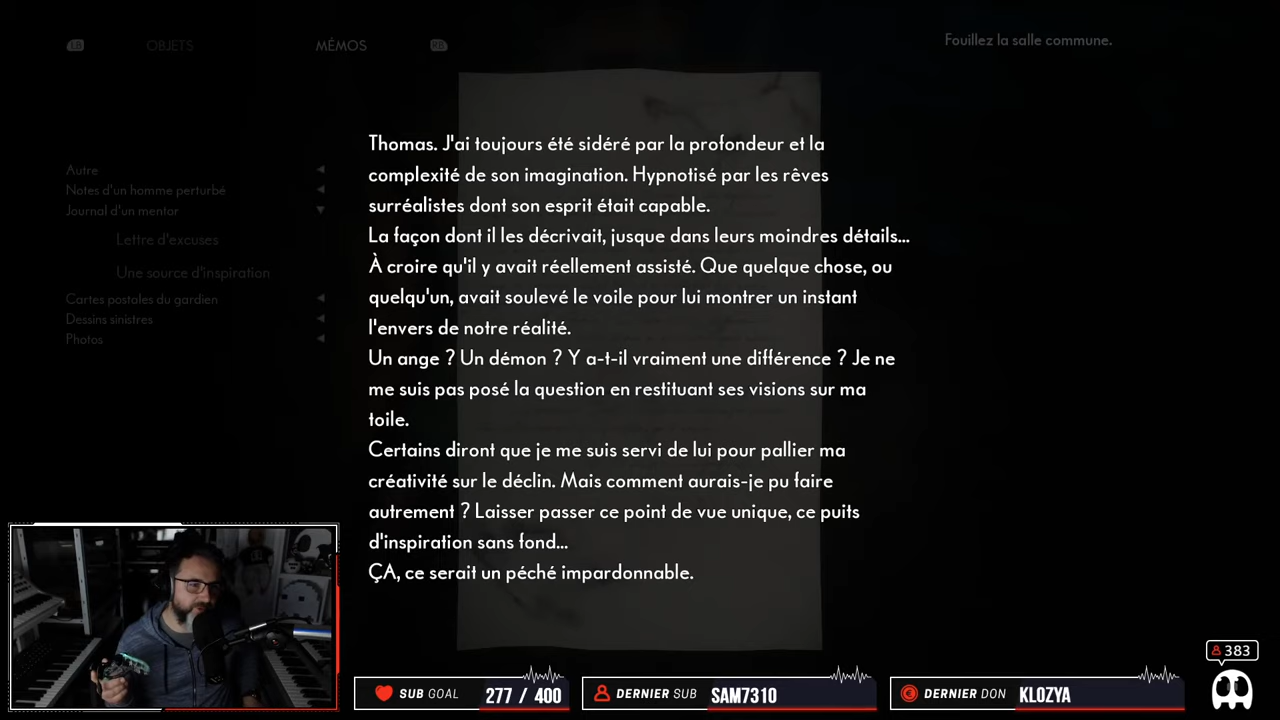 LB
OBJETS
MÉMOS
RB
Fouillez la salle commune.
Autre
Notes d'un homme perturbé
Journal d'un mentor
Lettre d'excuses
Une source d'inspiration
Cartes postales du gardien
Dessins sinistres
Photos
Thomas. J'ai toujours été sidéré par la profondeur et la
complexité de son imagination. Hypnotisé par les rêves
surréalistes dont son esprit était capable.
La façon dont il les décrivait, jusque dans leurs moindres détails...
À croire qu'il y avait réellement assisté. Que quelque chose, ou
quelqu'un, avait soulevé le voile pour lui montrer un instant
l'envers de notre réalité.
Un ange ? Un démon ? Y a-t-il vraiment une différence ? Je ne
me suis pas posé la question en restituant ses visions sur ma
toile.
Certains diront que je me suis servi de lui pour pallier ma
créativité sur le déclin. Mais comment aurais-je pu faire
autrement ? Laisser passer ce point de vue unique, ce puits
d'inspiration sans fond...
ÇA, ce serait un péché impardonnable.
383
SUB GOAL 277 / 400
DERNIER SUB SAM7310
DERNIER DON KLOZYA